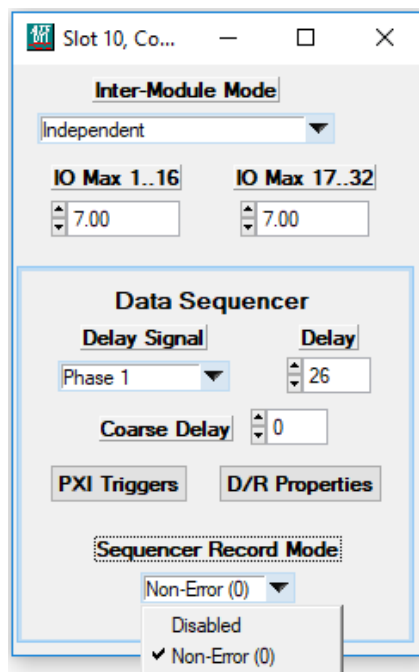 Slot 10, Co...
Inter-Module Mode
Independent
IO Max 1..16 IO Max 17..32
7.00 7.00
Data Sequencer
Delay Signal Delay
Phase 1 26
Coarse Delay 0
PXI Triggers D/R Properties
Sequencer Record Mode
Non-Error (0)
Disabled
Non-Error (0)